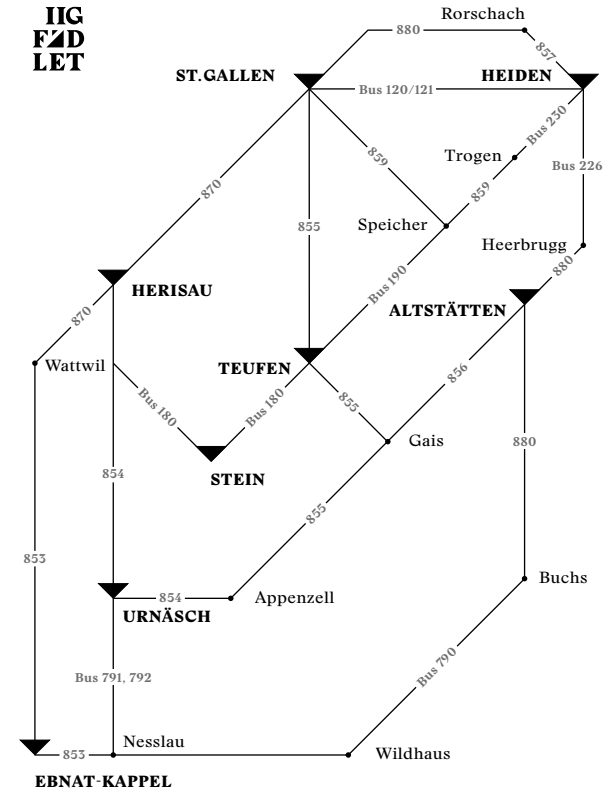 IIG
FÄDLET
Rorschach
880
857
ST.GALLEN
HEIDEN
Bus 120/121
Bus 230
Trogen
859
Bus 226
870
859
Speicher
855
Heerbrugg
880
Bus 190
HERISAU
ALTSTÄTTEN
870
Wattwil
TEUFEN
856
Bus 180
Bus 180
855
Gais
880
STEIN
854
855
853
Buchs
854
Appenzell
URNÄSCH
Bus 790
Bus 791, 792
Nesslau
853
Wildhaus
EBNAT-KAPPEL